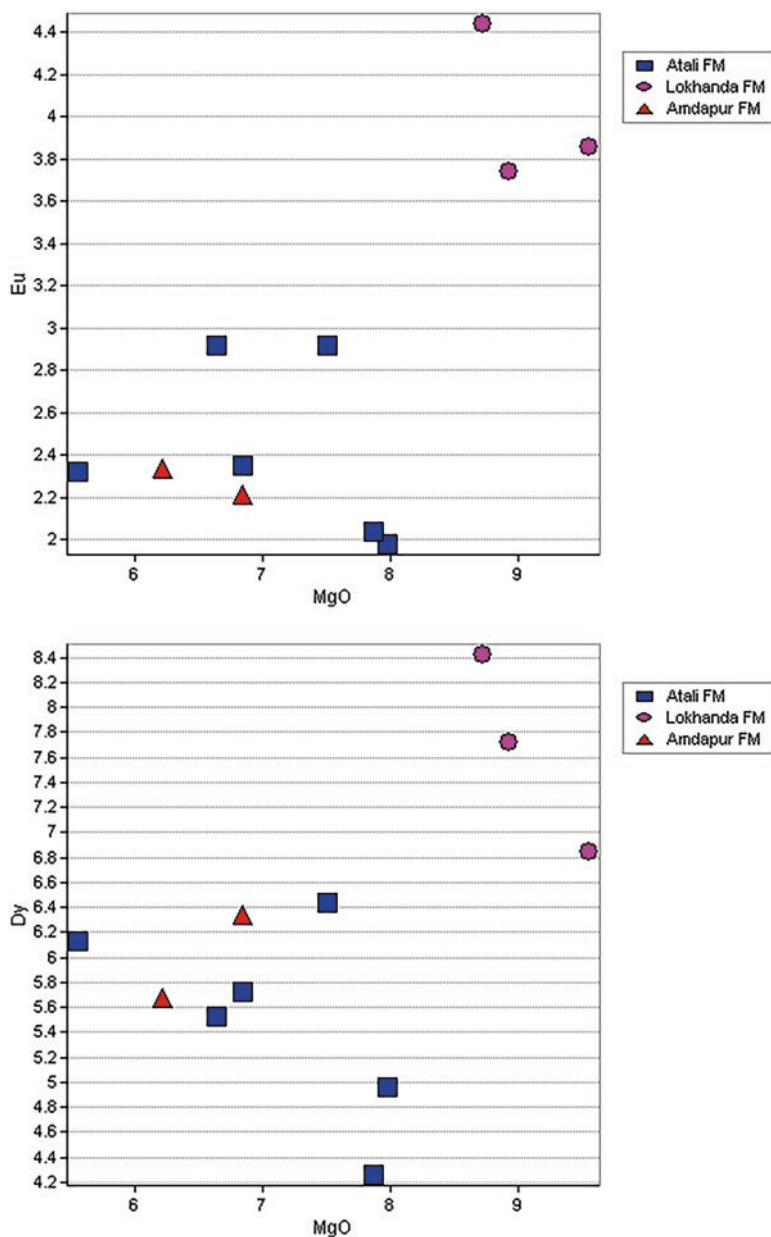 4.4
4.2
4
3.8
3.6
3.4
3.2
3
2.8
2.6
2.4
2.2
2
Eu
6 7 8 9
MgO
Atali FM
Lokhanda FM
Amdapur FM
8.4
8.2
8
7.8
7.6
7.4
7.2
7
6.8
6.6
6.4
6.2
6
5.8
5.6
5.4
5.2
5
4.8
4.6
4.4
4.2
Dy
6 7 8 9
MgO
Atali FM
Lokhanda FM
Amdapur FM